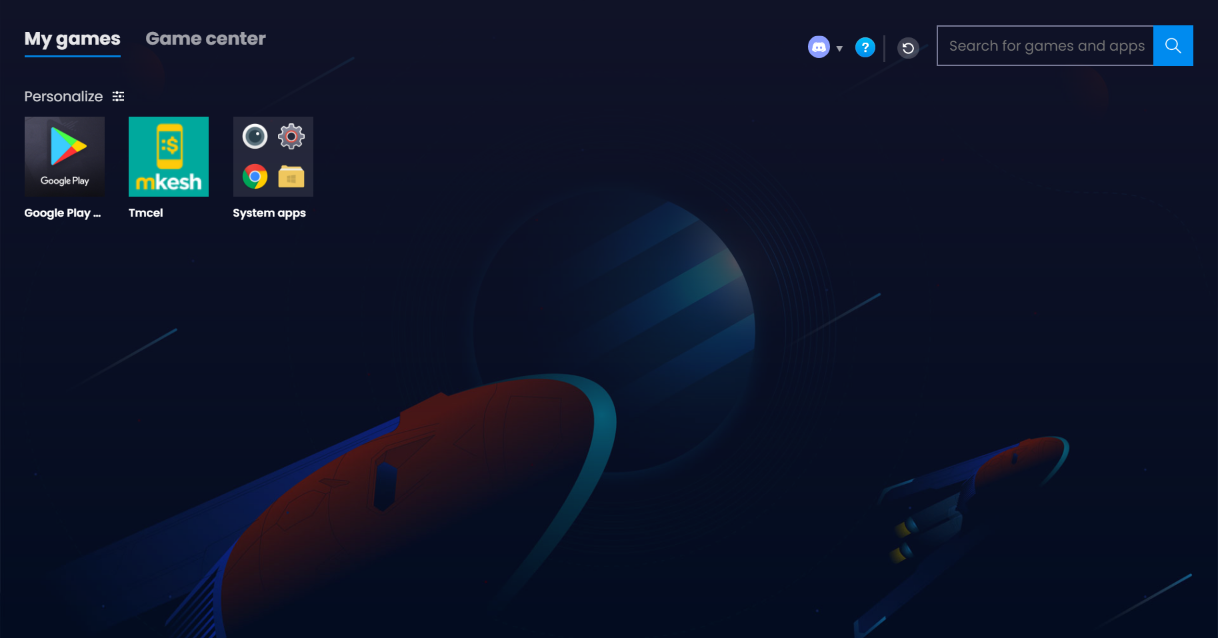 My games Game center
?
Search for games and apps
Personalize
:$
Google Play
mkesh
Google Play ...
Tmcel
System apps